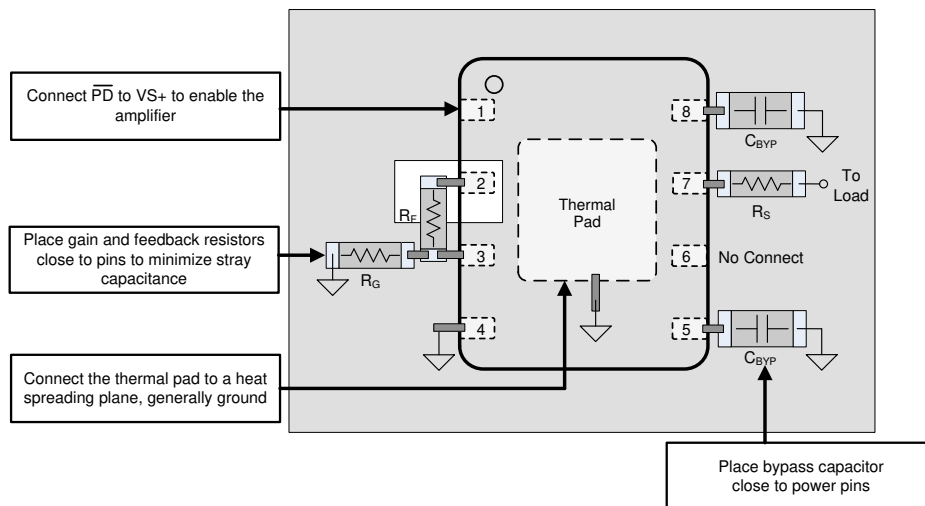 Connect P̅D̅ to VS+ to enable the
amplifier
Place gain and feedback resistors
close to pins to minimize stray
capacitance
Connect the thermal pad to a heat
spreading plane, generally ground
1
2
3
4
R_F
R_G
Thermal
Pad
8
7
6
5
C_BYP
R_S
To
Load
No Connect
C_BYP
Place bypass capacitor
close to power pins